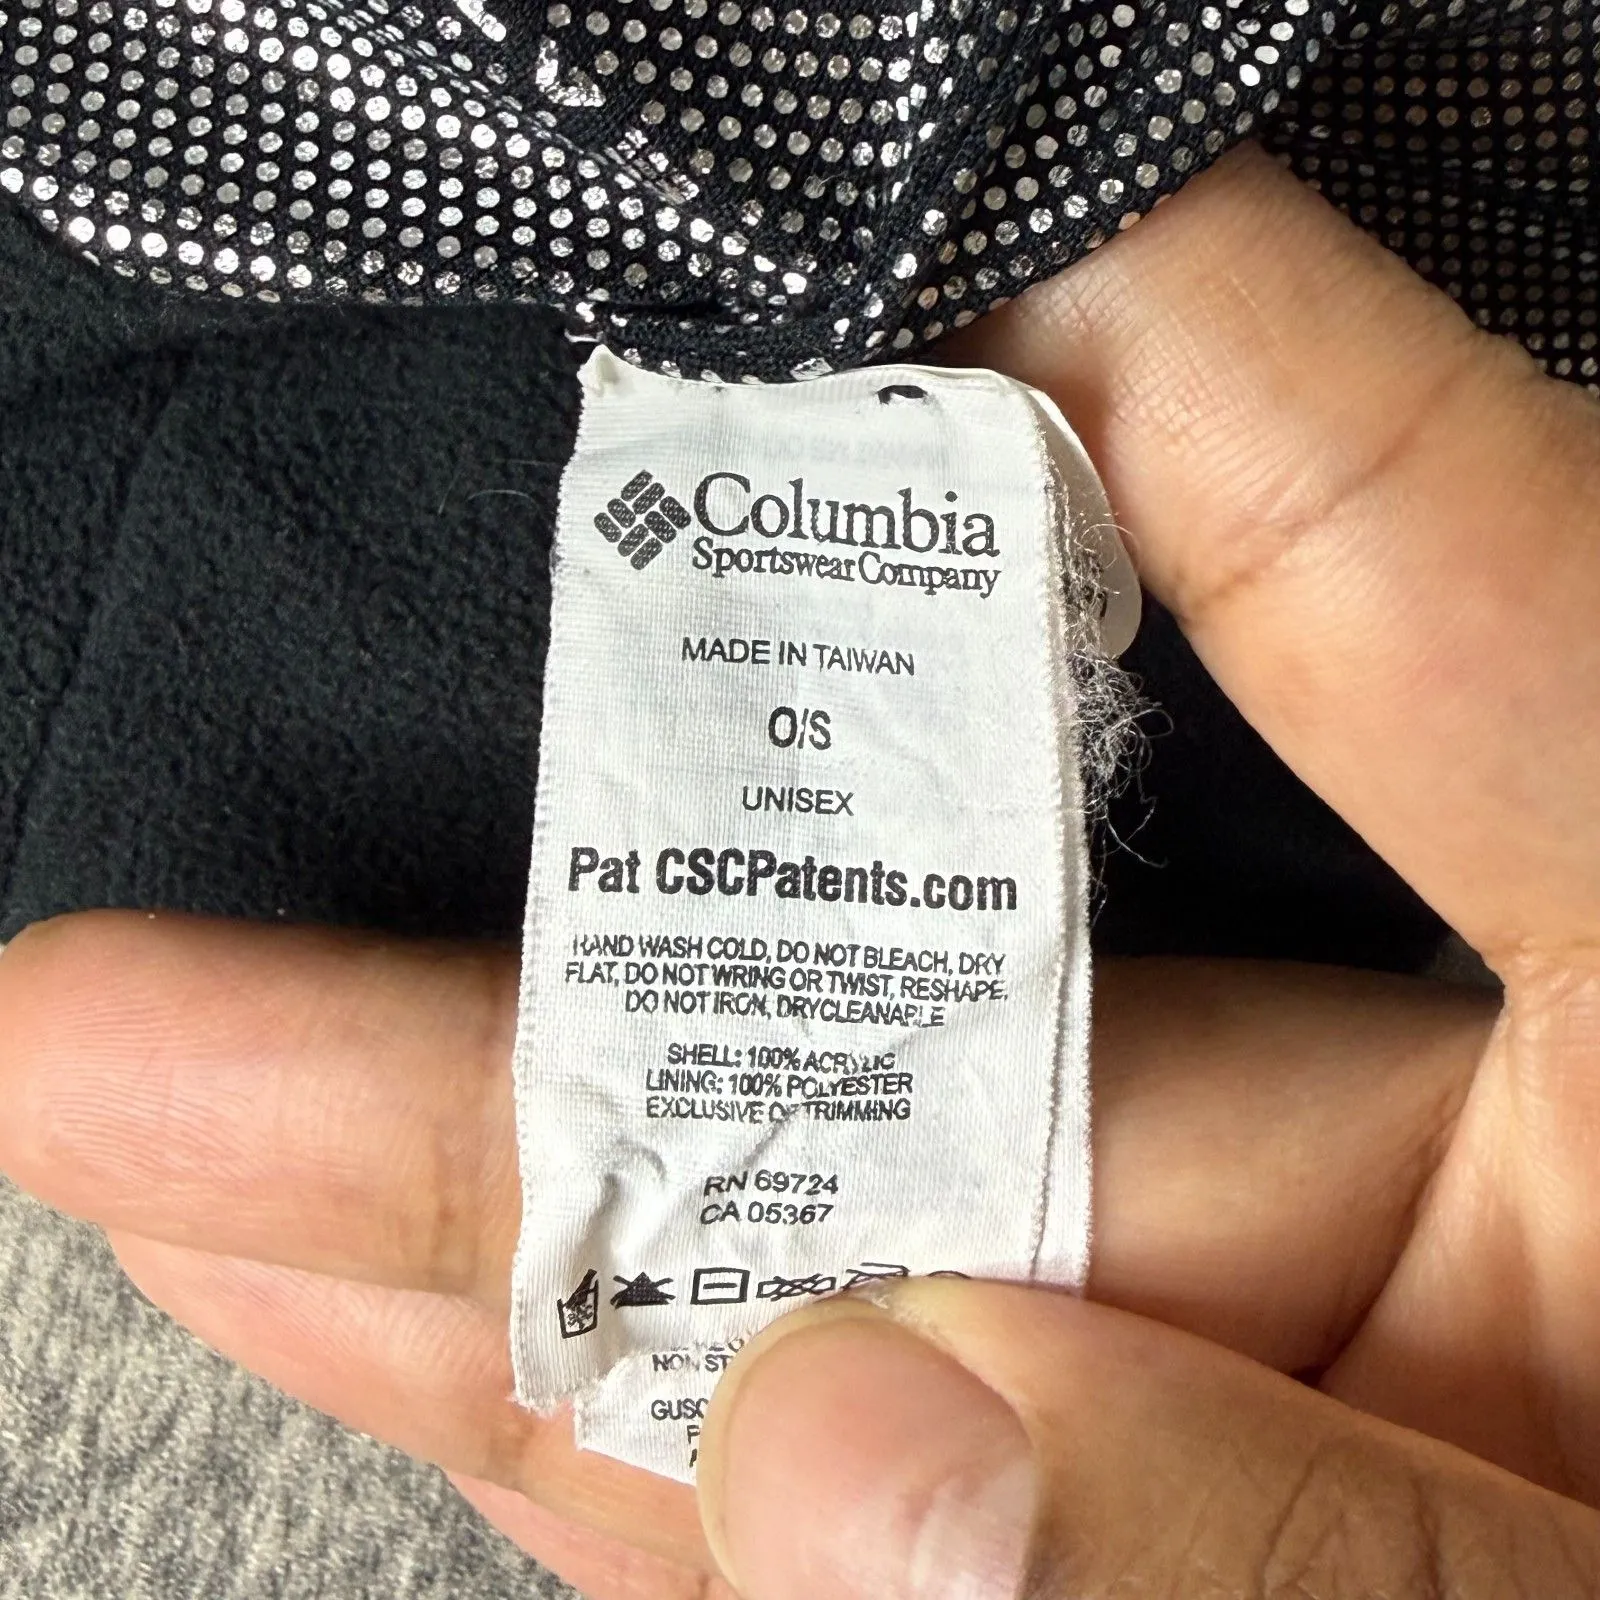 Columbia
Sportswear Company
MADE IN TAIWAN
O/S
UNISEX
Pat CSCPatents.com
HAND WASH COLD, DO NOT BLEACH, DRY
FLAT, DO NOT WRING OR TWIST, RESHAPE,
DO NOT IRON, DRYCLEANABLE
SHELL: 100% ACRYLIC
LINING: 100% POLYESTER
EXCLUSIVE OF TRIMMING
RN 69724
CA 05367
NON